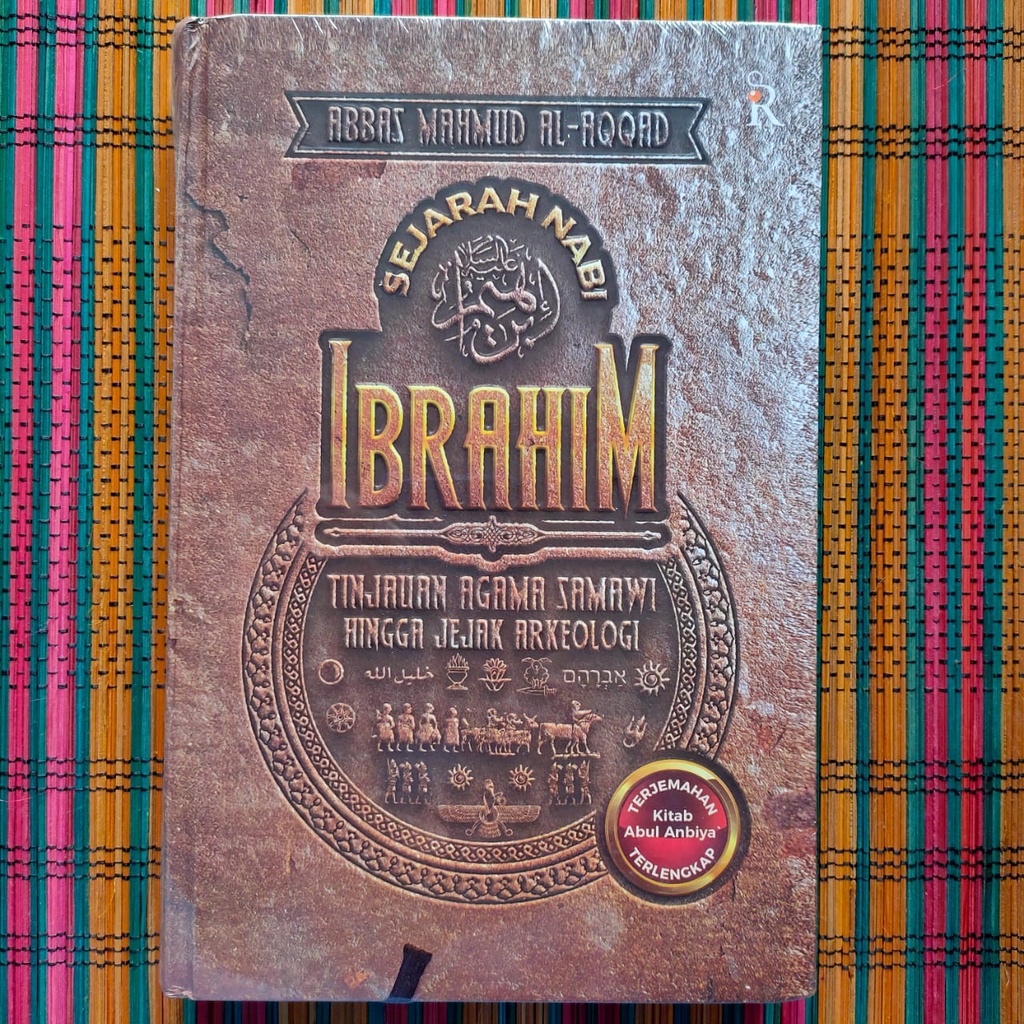 ABBAS MAHMUD AL-AQQAD
R
SEJARAH NABI
إبراهيم
عليه السلام
IBRAHIM
TINJAUAN AGAMA SAMAWI
HINGGA JEJAK ARKEOLOGI
خليل الله
אַבְרָהָם
TERJEMAHAN
Kitab
Abul Anbiya'
TERLENGKAP